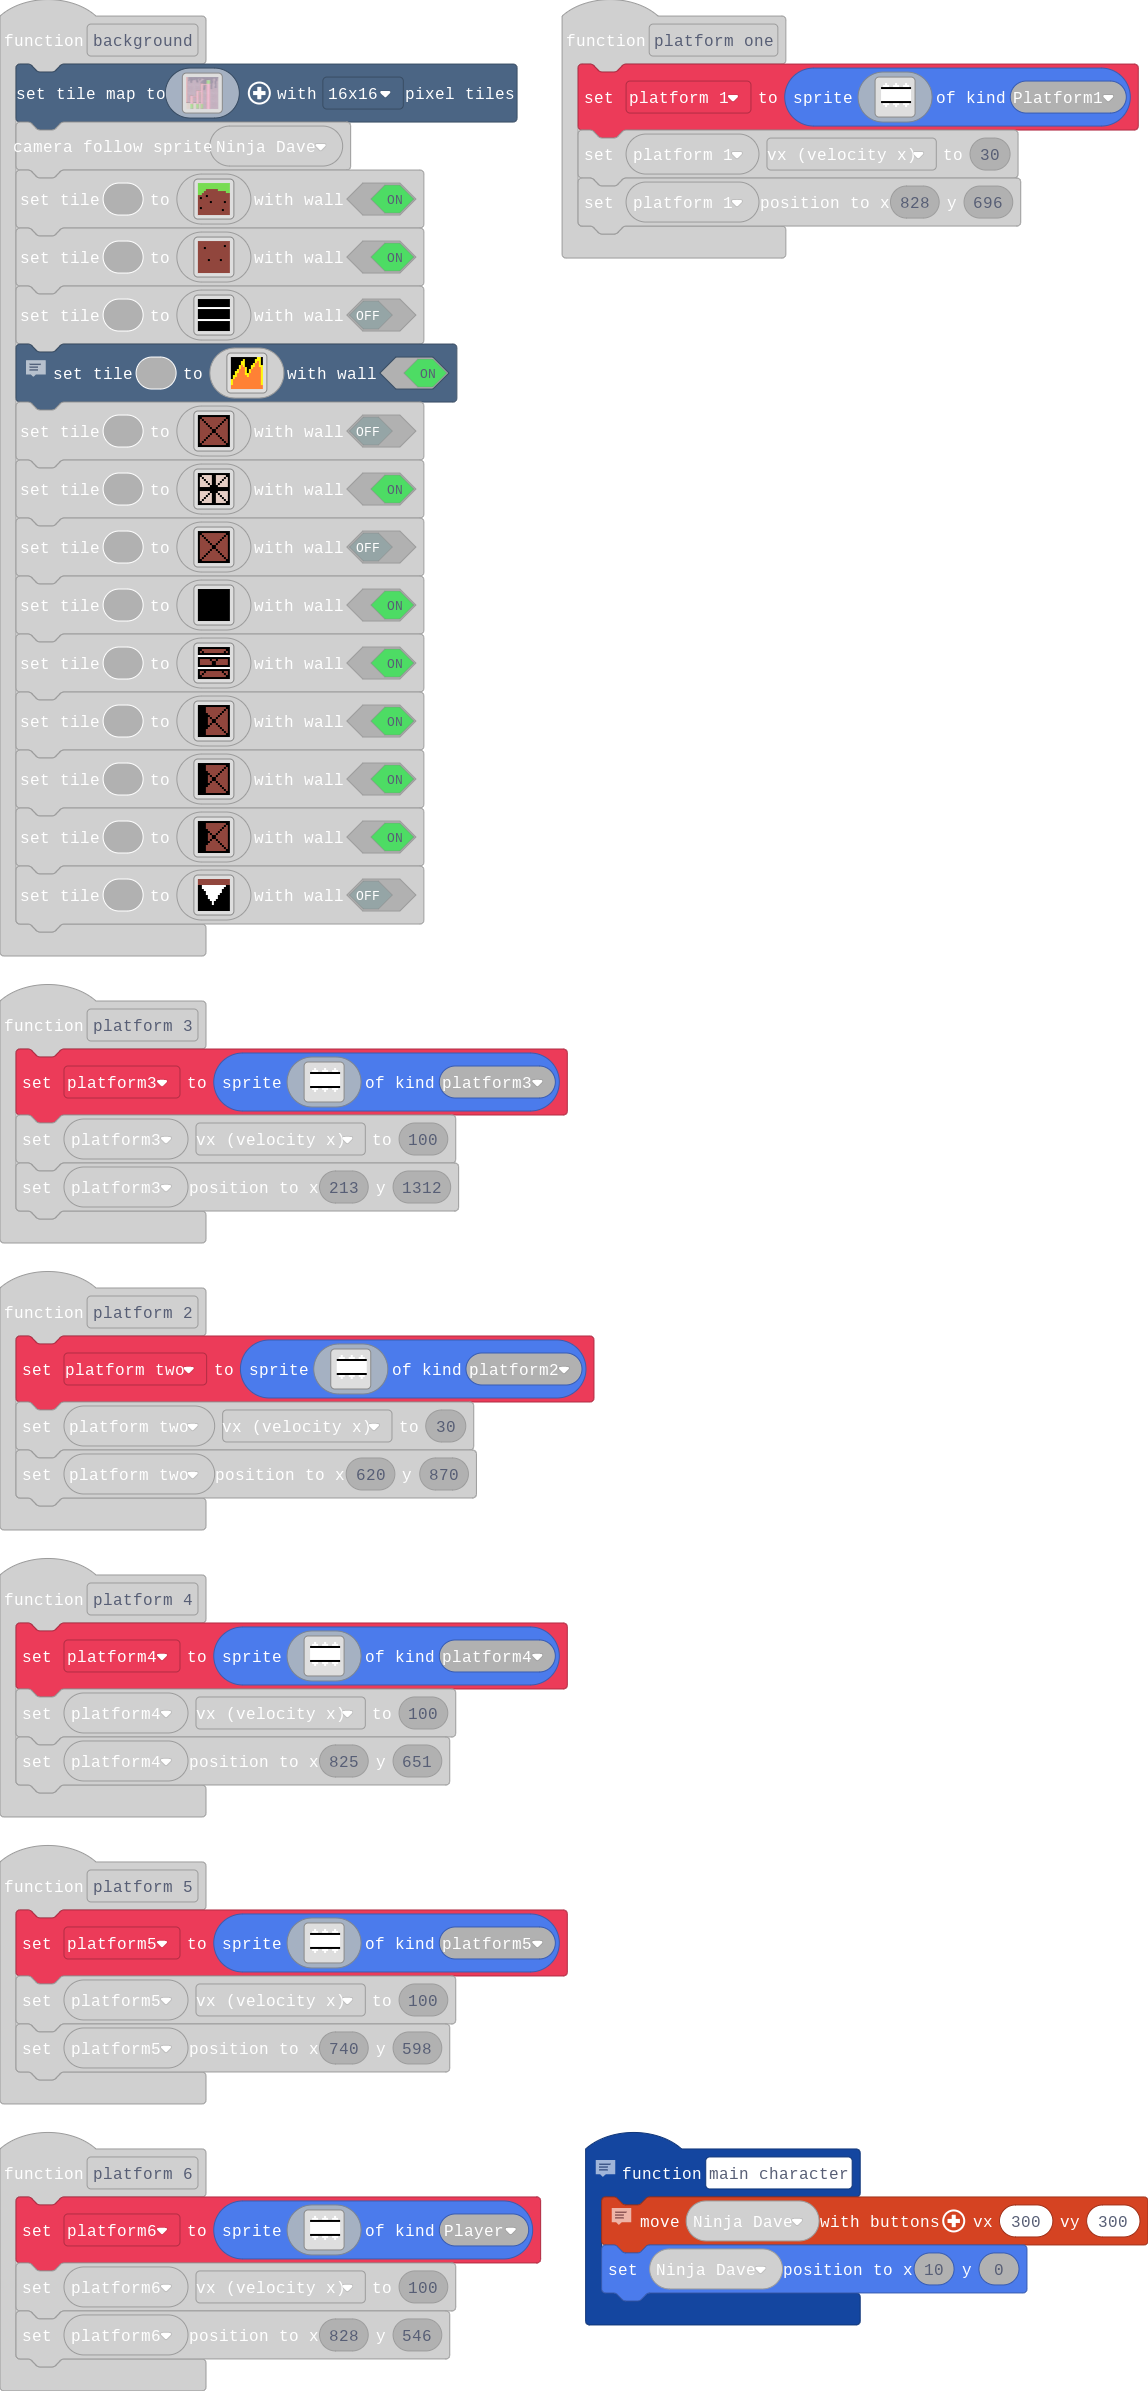 function background
set tile map to with 16x16 pixel tiles
camera follow sprite Ninja Dave
set tile to with wall ON
set tile to with wall ON
set tile to with wall OFF
set tile to with wall ON
set tile to with wall OFF
set tile to with wall ON
set tile to with wall OFF
set tile to with wall ON
set tile to with wall ON
set tile to with wall ON
set tile to with wall ON
set tile to with wall ON
set tile to with wall OFF
function platform one
set platform 1 to sprite of kind Platform1
set platform 1 vx (velocity x) to 30
set platform 1 position to x 828 y 696
function platform 3
set platform3 to sprite of kind platform3
set platform3 vx (velocity x) to 100
set platform3 position to x 213 y 1312
function platform 2
set platform two to sprite of kind platform2
set platform two vx (velocity x) to 30
set platform two position to x 620 y 870
function platform 4
set platform4 to sprite of kind platform4
set platform4 vx (velocity x) to 100
set platform4 position to x 825 y 651
function platform 5
set platform5 to sprite of kind platform5
set platform5 vx (velocity x) to 100
set platform5 position to x 740 y 598
function platform 6
set platform6 to sprite of kind Player
set platform6 vx (velocity x) to 100
set platform6 position to x 828 y 546
function main character
move Ninja Dave with buttons vx 300 vy 300
set Ninja Dave position to x 10 y 0